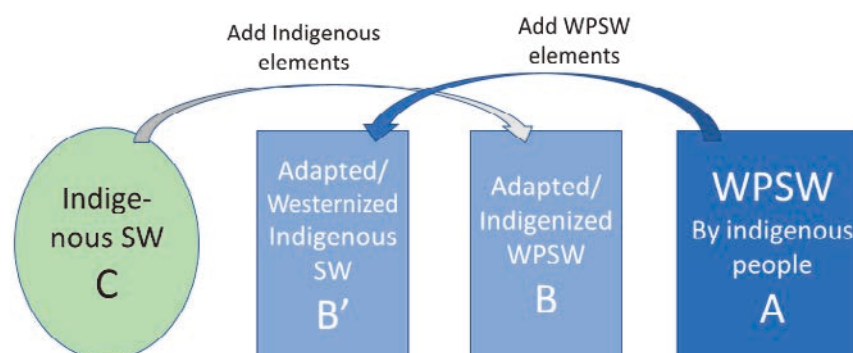 Add Indigenous
elements
Add WPSW
elements
Indige-
nous SW
C
Adapted/
Westernized
Indigenous
SW
B’
Adapted/
Indigenized
WPSW
B
WPSW
By indigenous
people
A